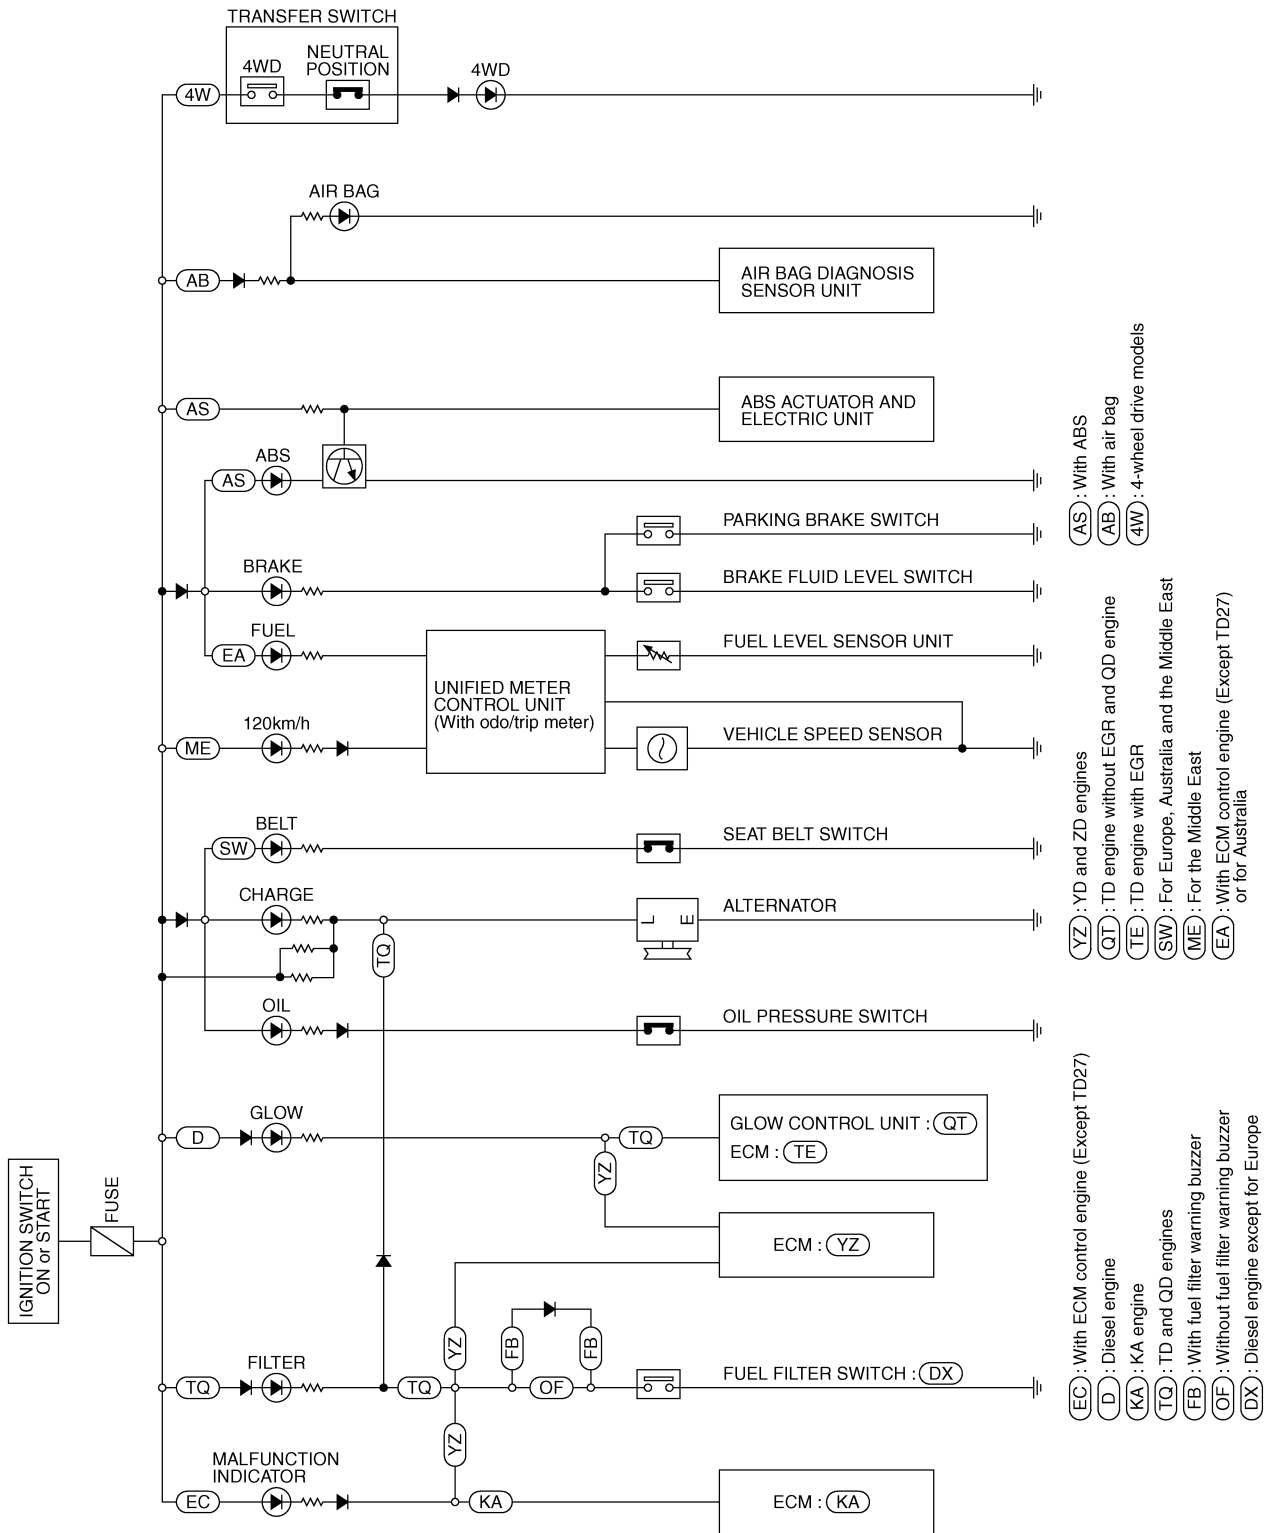 TRANSFER SWITCH
NEUTRAL
POSITION
4WD
4WD
4W
AIR BAG
AB
AIR BAG DIAGNOSIS
SENSOR UNIT
AS
ABS ACTUATOR AND
ELECTRIC UNIT
ABS
AS
PARKING BRAKE SWITCH
BRAKE
BRAKE FLUID LEVEL SWITCH
FUEL
EA
FUEL LEVEL SENSOR UNIT
UNIFIED METER
CONTROL UNIT
(With odo/trip meter)
120km/h
ME
VEHICLE SPEED SENSOR
BELT
SW
SEAT BELT SWITCH
CHARGE
L E
ALTERNATOR
TQ
OIL
OIL PRESSURE SWITCH
GLOW
D
TQ
GLOW CONTROL UNIT : QT
ECM : TE
YZ
ECM : YZ
IGNITION SWITCH
ON or START
FUSE
YZ
FB
FB
FILTER
TQ
TQ
OF
FUEL FILTER SWITCH : DX
YZ
MALFUNCTION
INDICATOR
EC
KA
ECM : KA
AS : With ABS
AB : With air bag
4W : 4-wheel drive models
YZ : YD and ZD engines
QT : TD engine without EGR and QD engine
TE : TD engine with EGR
SW : For Europe, Australia and the Middle East
ME : For the Middle East
EA : With ECM control engine (Except TD27)
or for Australia
EC : With ECM control engine (Except TD27)
D : Diesel engine
KA : KA engine
TQ : TD and QD engines
FB : With fuel filter warning buzzer
OF : Without fuel filter warning buzzer
DX : Diesel engine except for Europe